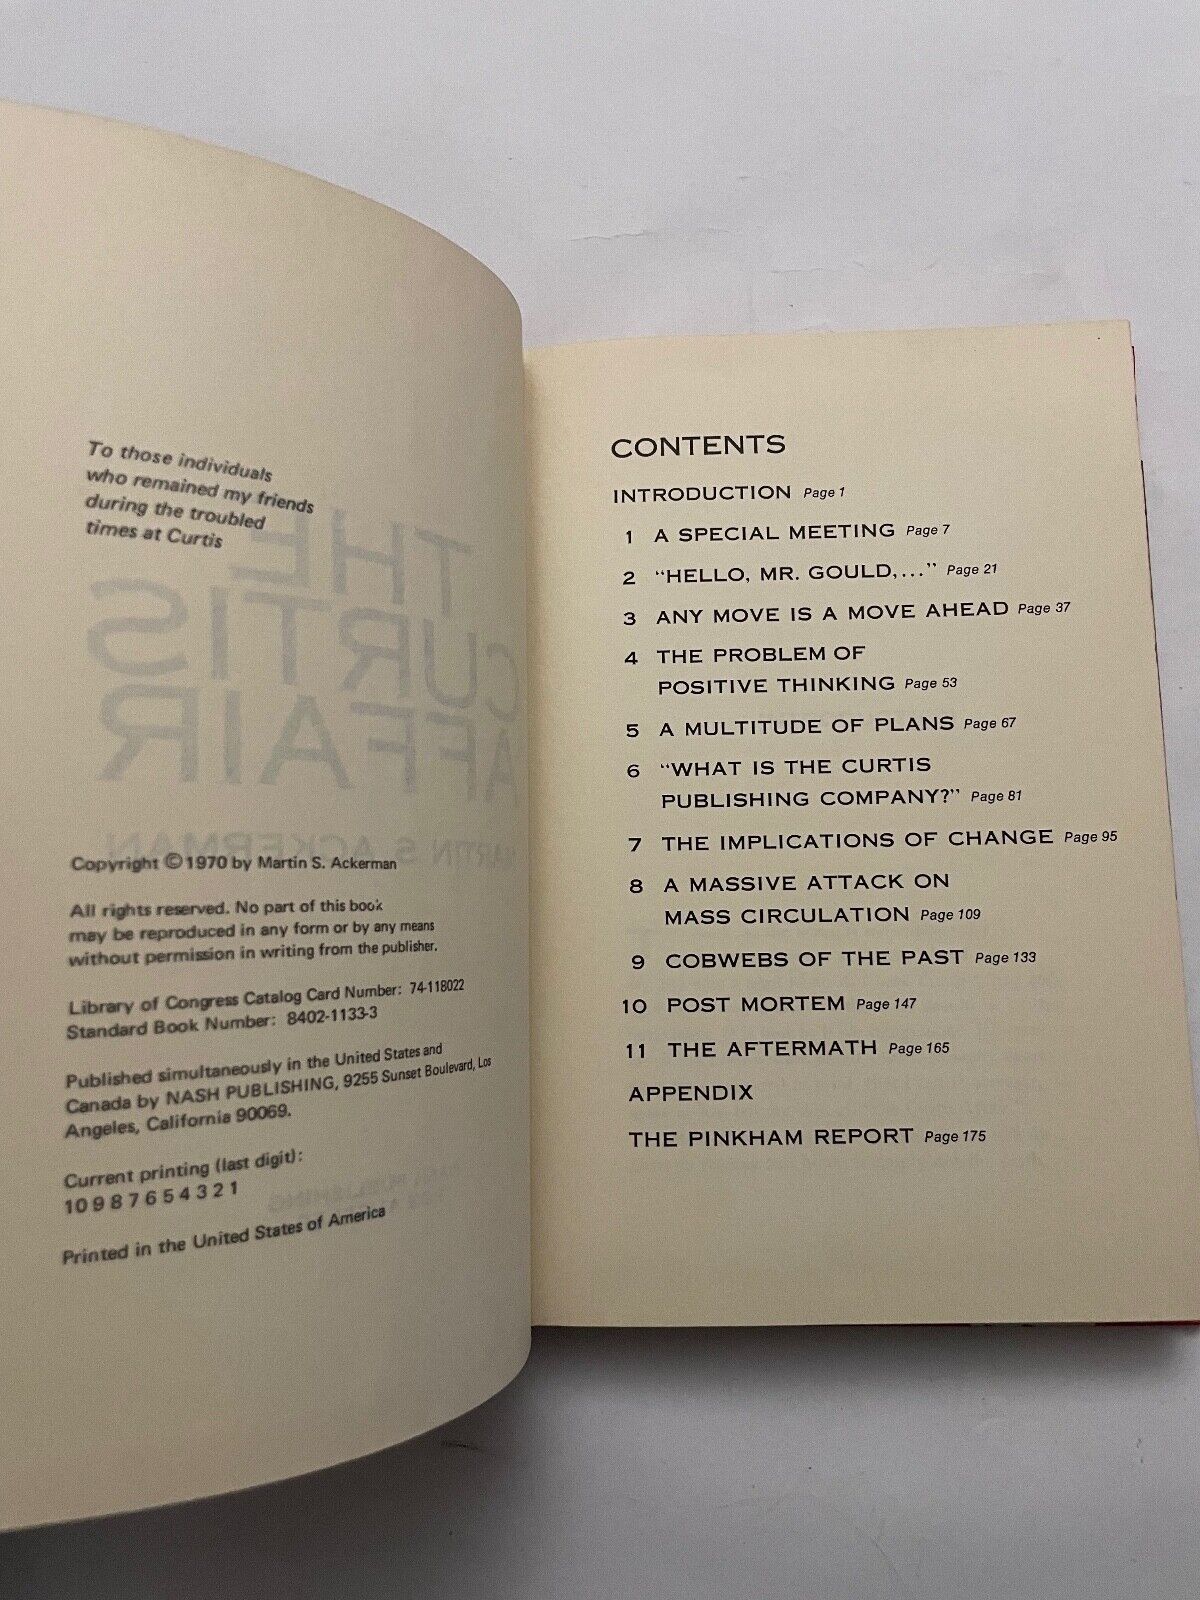 To those individuals
who remained my friends
during the troubled
times at Curtis
THE
CURTIS
AFFAIR
MARTIN S. ACKERMAN
Copyright © 1970 by Martin S. Ackerman
All rights reserved. No part of this book
may be reproduced in any form or by any means
without permission in writing from the publisher.
Library of Congress Catalog Card Number: 74-118022
Standard Book Number: 8402-1133-3
Published simultaneously in the United States and
Canada by NASH PUBLISHING, 9255 Sunset Boulevard, Los
Angeles, California 90069.
Current printing (last digit):
10 9 8 7 6 5 4 3 2 1
Printed in the United States of America
CONTENTS
INTRODUCTION Page 1
1 A SPECIAL MEETING Page 7
2 "HELLO, MR. GOULD,..." Page 21
3 ANY MOVE IS A MOVE AHEAD Page 37
4 THE PROBLEM OF
POSITIVE THINKING Page 53
5 A MULTITUDE OF PLANS Page 67
6 "WHAT IS THE CURTIS
PUBLISHING COMPANY?" Page 81
7 THE IMPLICATIONS OF CHANGE Page 95
8 A MASSIVE ATTACK ON
MASS CIRCULATION Page 109
9 COBWEBS OF THE PAST Page 133
10 POST MORTEM Page 147
11 THE AFTERMATH Page 165
APPENDIX
THE PINKHAM REPORT Page 175